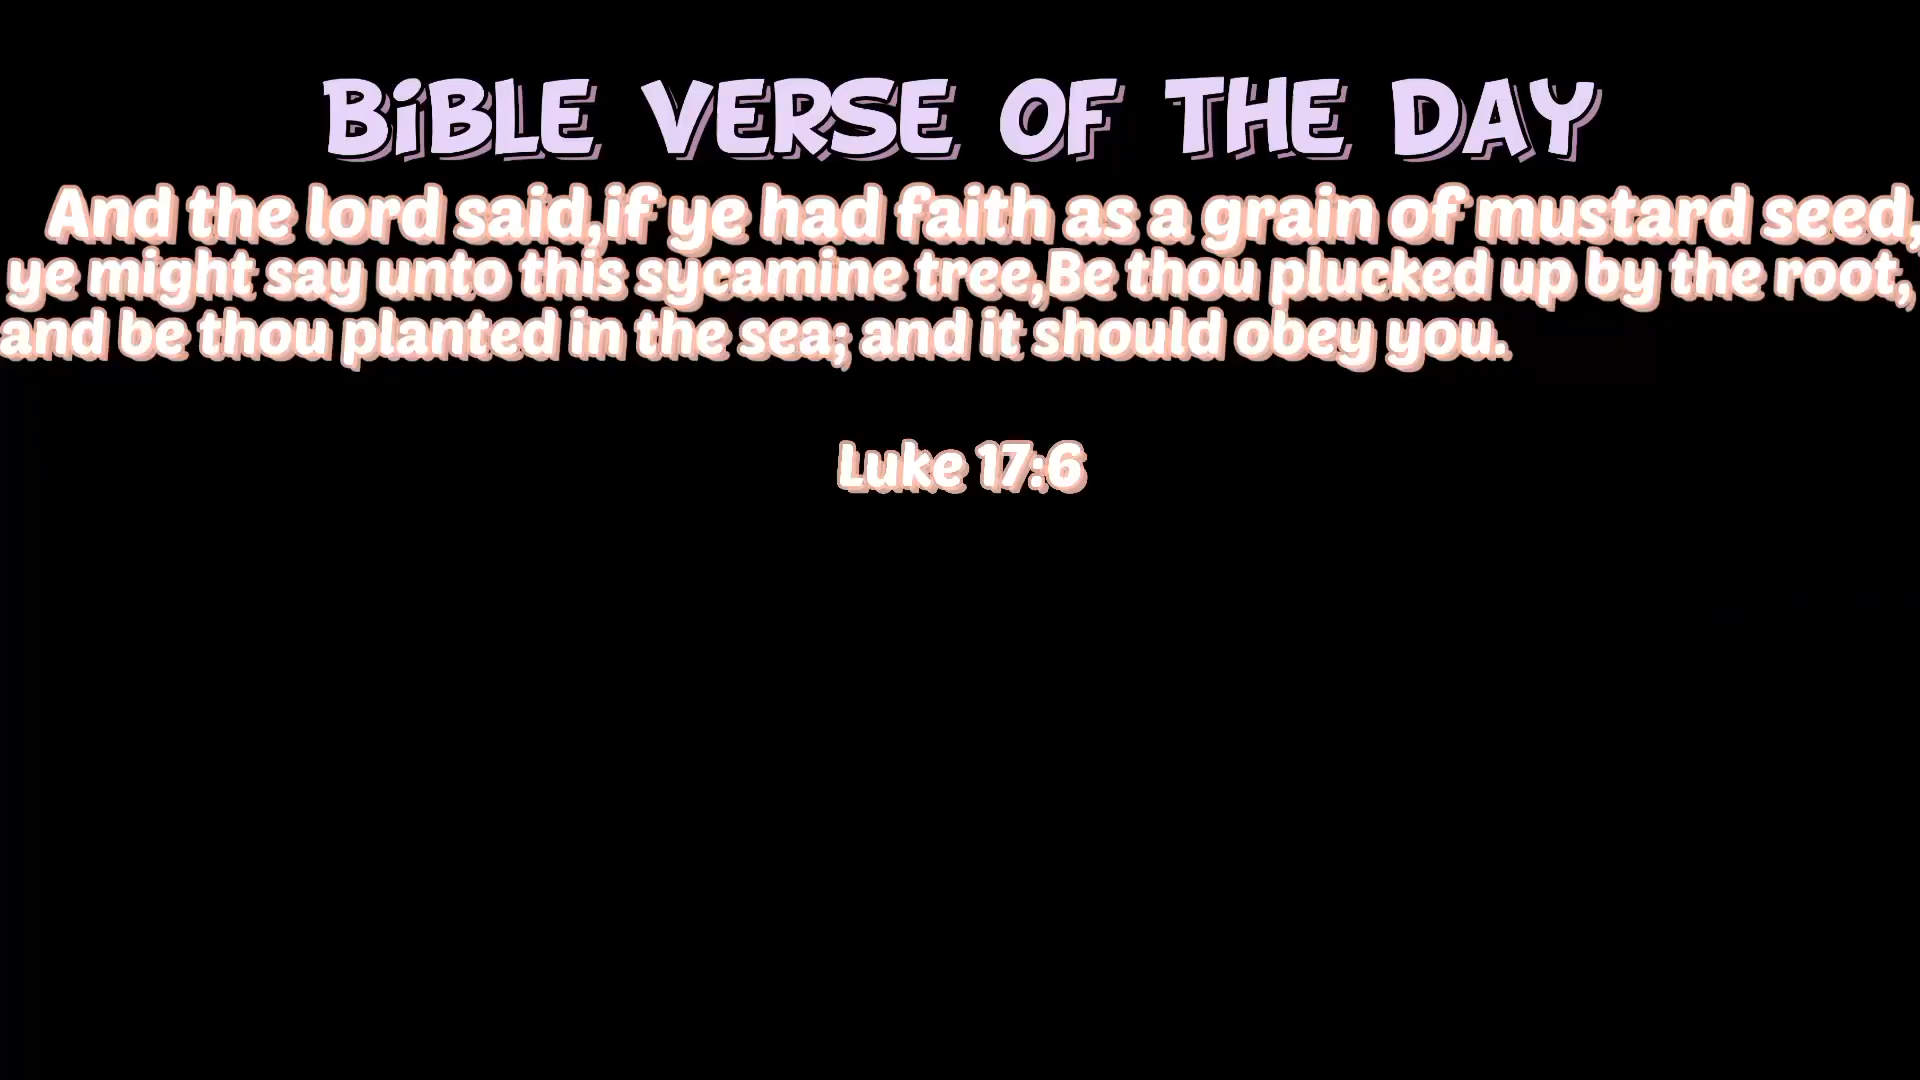 BiBLE VERSE OF THE DAY
And the lord said,if ye had faith as a grain of mustard seed,
ye might say unto this sycamine tree,Be thou plucked up by the root,
and be thou planted in the sea; and it should obey you.
Luke 17:6